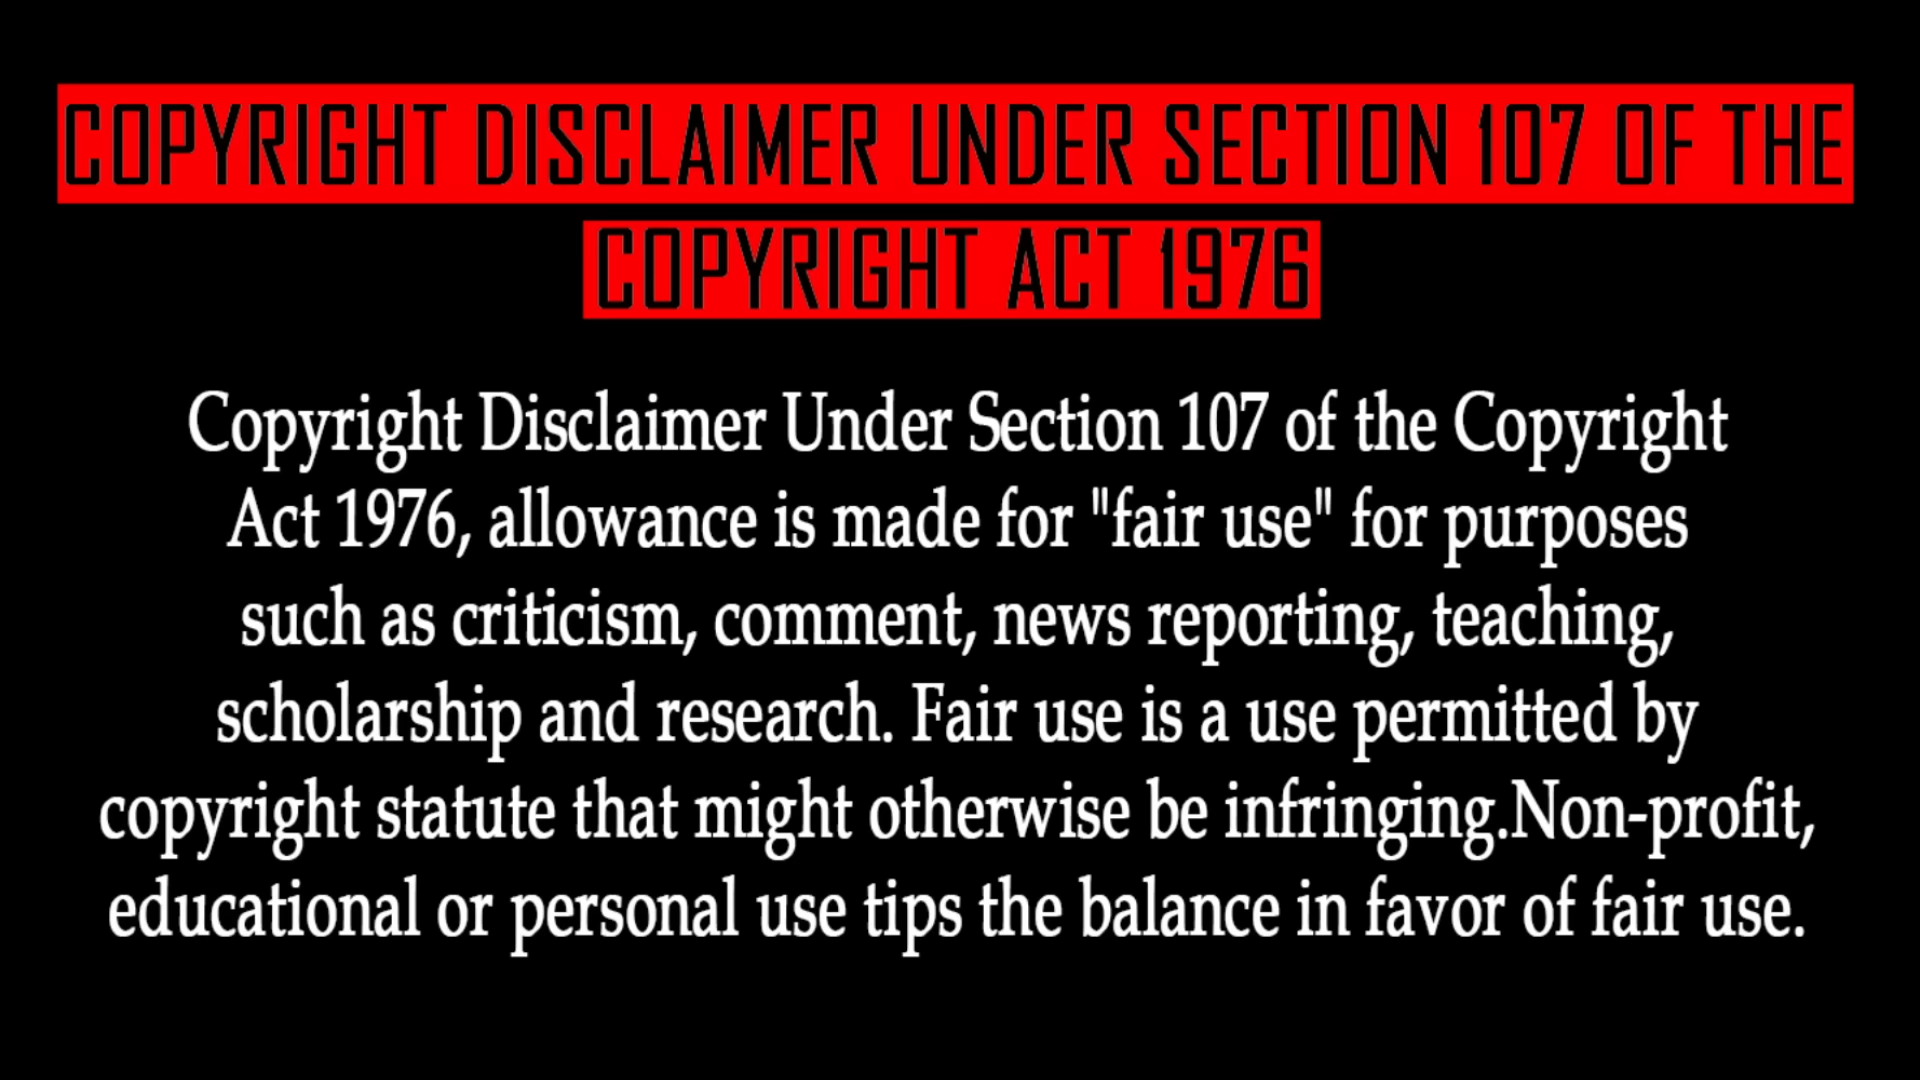 COPYRIGHT DISCLAIMER UNDER SECTION 107 OF THE
COPYRIGHT ACT 1976
Copyright Disclaimer Under Section 107 of the Copyright
Act 1976, allowance is made for "fair use" for purposes
such as criticism, comment, news reporting, teaching,
scholarship and research. Fair use is a use permitted by
copyright statute that might otherwise be infringing.Non-profit,
educational or personal use tips the balance in favor of fair use.